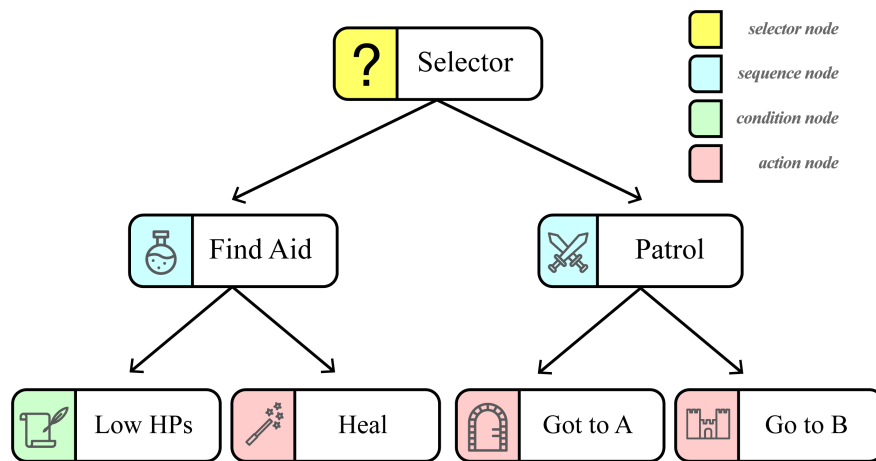 ? Selector
selector node
sequence node
condition node
action node
Find Aid
Patrol
Low HPs
Heal
Got to A
Go to B